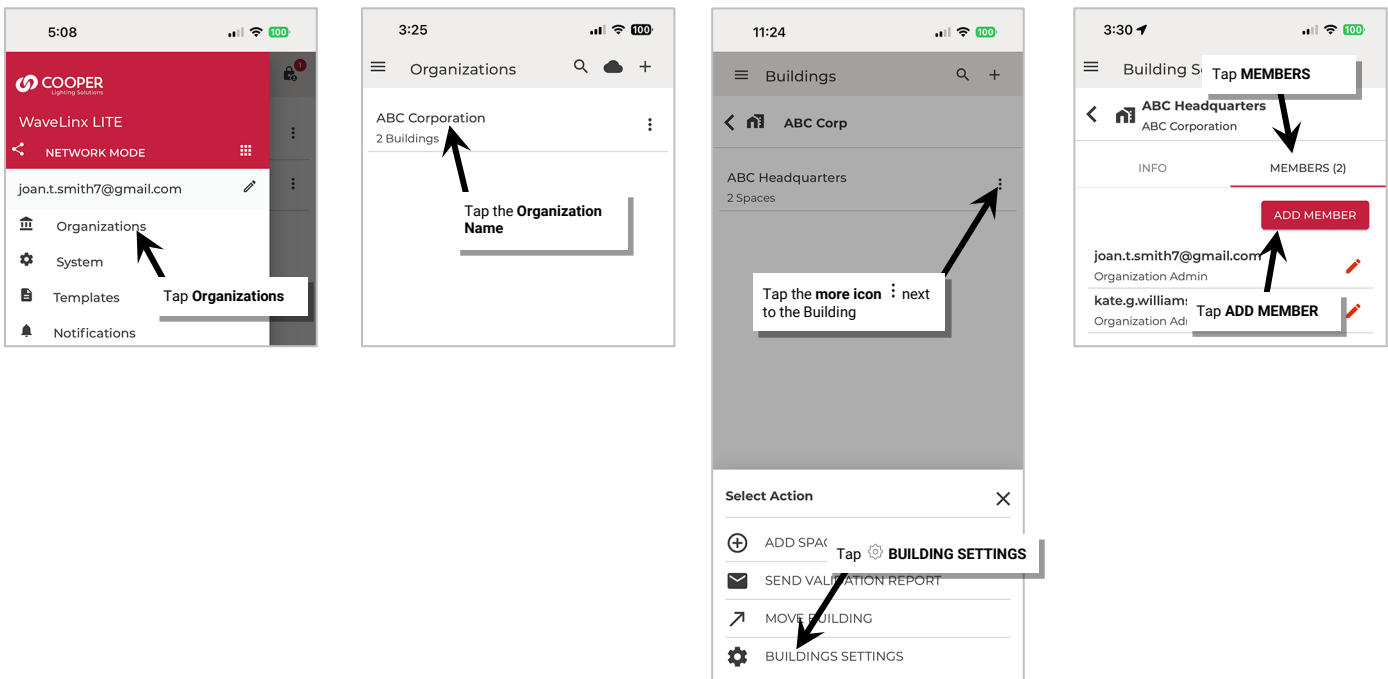 5:08
100
COOPER
Lighting Solutions
WaveLinx LITE
NETWORK MODE
joan.t.smith7@gmail.com
Organizations
System
Templates
Notifications
Tap Organizations
3:25
100
Organizations
ABC Corporation
2 Buildings
Tap the Organization
Name
11:24
100
Buildings
ABC Corp
ABC Headquarters
2 Spaces
Tap the more icon ⋮ next
to the Building
Select Action
ADD SPAC
Tap BUILDING SETTINGS
SEND VALIDATION REPORT
MOVE BUILDING
BUILDINGS SETTINGS
3:30
100
Building S
Tap MEMBERS
ABC Headquarters
ABC Corporation
INFO
MEMBERS (2)
ADD MEMBER
joan.t.smith7@gmail.com
Organization Admin
kate.g.williams
Organization Ad
Tap ADD MEMBER